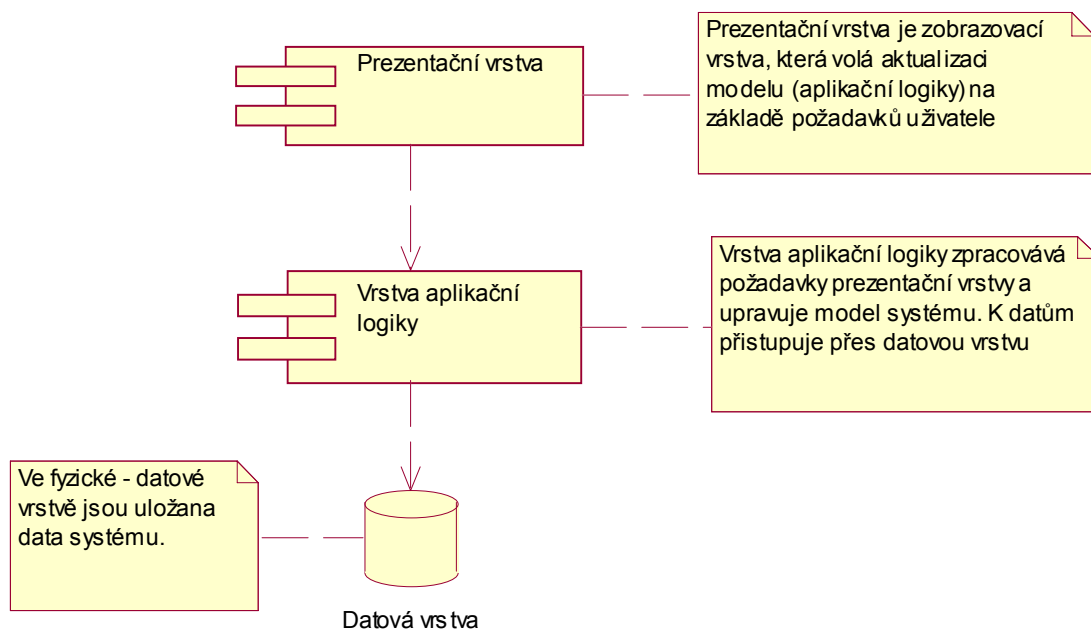 Prezentační vrstva
Prezentační vrstva je zobrazovací
vrstva, která volá aktualizaci
modelu (aplikační logiky) na
základě požadavků uživatele
Vrstva aplikační
logiky
Vrstva aplikační logiky zpracovává
požadavky prezentační vrstvy a
upravuje model systému. K datům
přistupuje přes datovou vrstvu
Ve fyzické - datové
vrstvě jsou uložana
data systému.
Datová vrstva